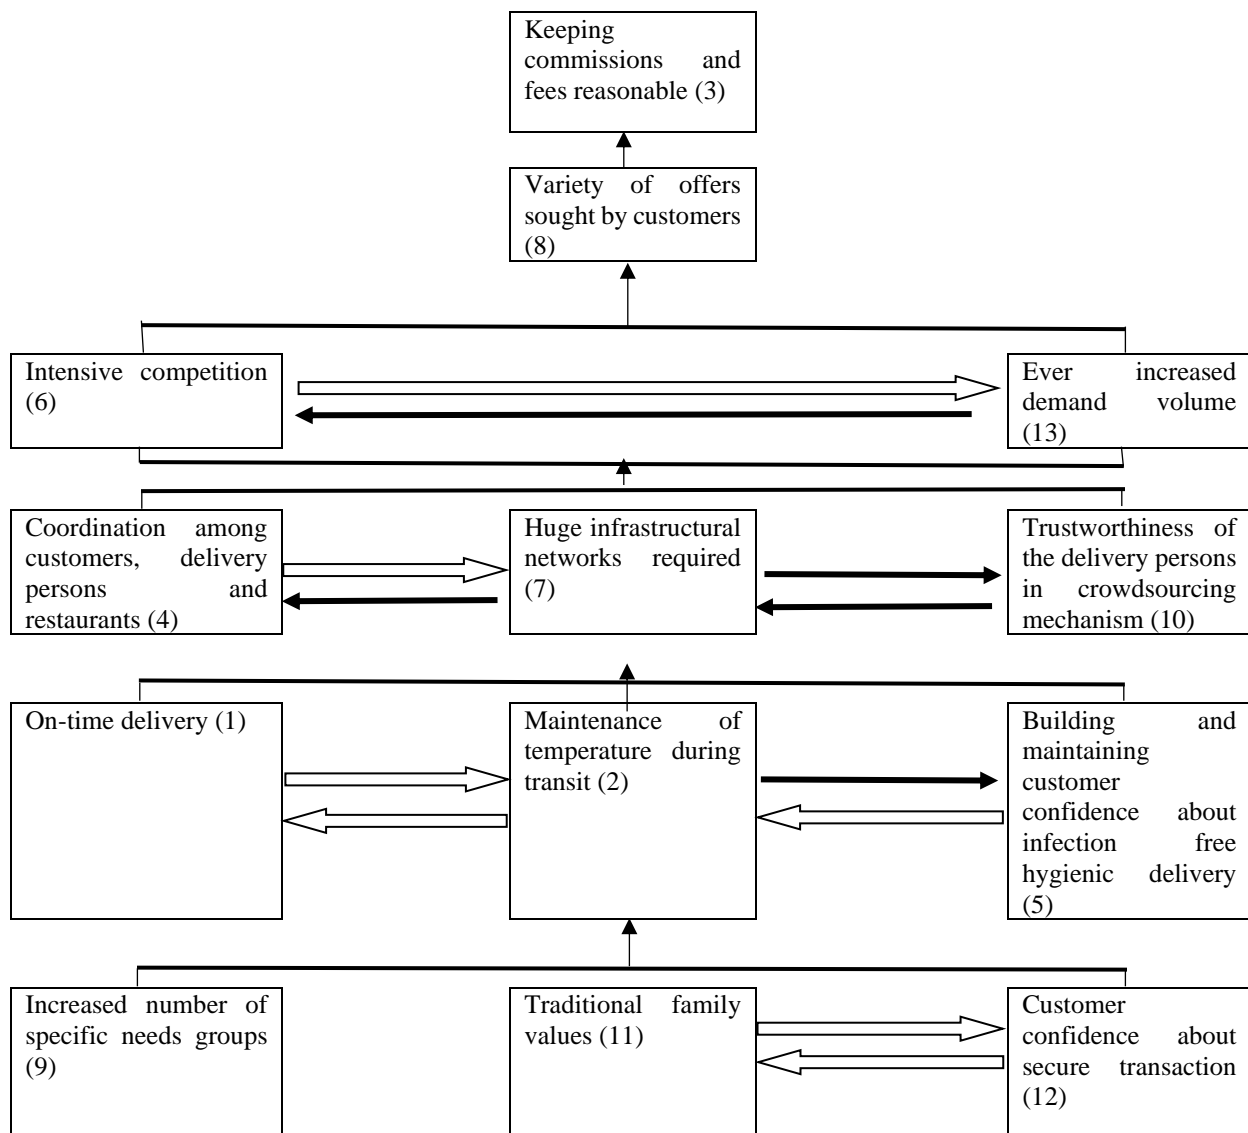 Keeping
commissions and
fees reasonable (3)
Variety of offers
sought by customers
(8)
Intensive competition
(6)
Ever increased
demand volume
(13)
Coordination among
customers, delivery
persons and
restaurants (4)
Huge infrastructural
networks required
(7)
Trustworthiness of
the delivery persons
in crowdsourcing
mechanism (10)
On-time delivery (1)
Maintenance of
temperature during
transit (2)
Building and
maintaining
customer
confidence about
infection free
hygienic delivery
(5)
Increased number of
specific needs groups
(9)
Traditional family
values (11)
Customer
confidence about
secure transaction
(12)